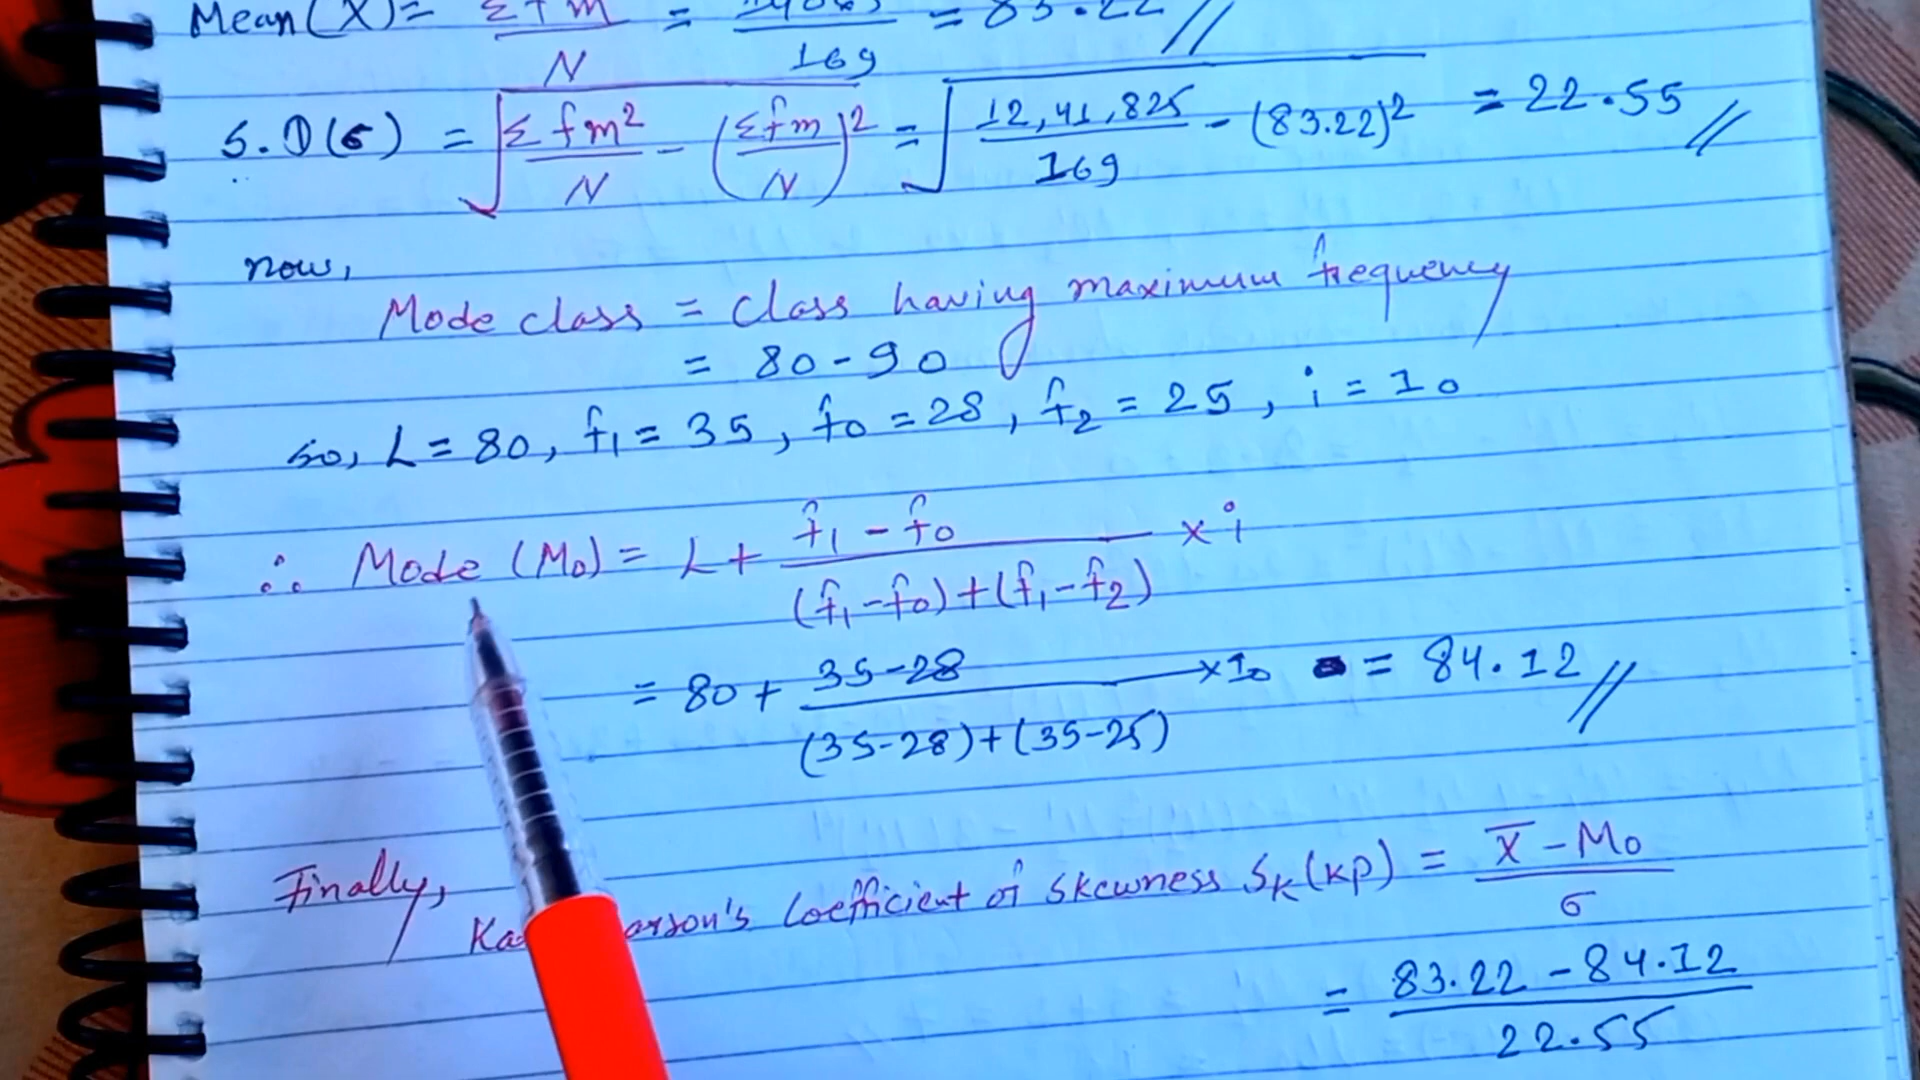 Mean(X̄) = Σfm/N = /169 = 83.22 //
S.D(σ) = √(Σfm²/N - (Σfm/N)²) = √(12,41,825/169 - (83.22)²) = 22.55 //
now,
Mode class = class having maximum frequency
= 80-90
so, L = 80, f₁ = 35, f₀ = 28, f₂ = 25, i = 10
∴ Mode (M₀) = L + (f₁ - f₀)/((f₁-f₀)+(f₁-f₂)) × i
= 80 + (35-28)/((35-28)+(35-25)) ×10 = 84.12 //
Finally,
Ka arson's Coefficient of Skewness Sₖ(KP) = (X̄ - M₀)/σ
= (83.22 - 84.12)/22.55